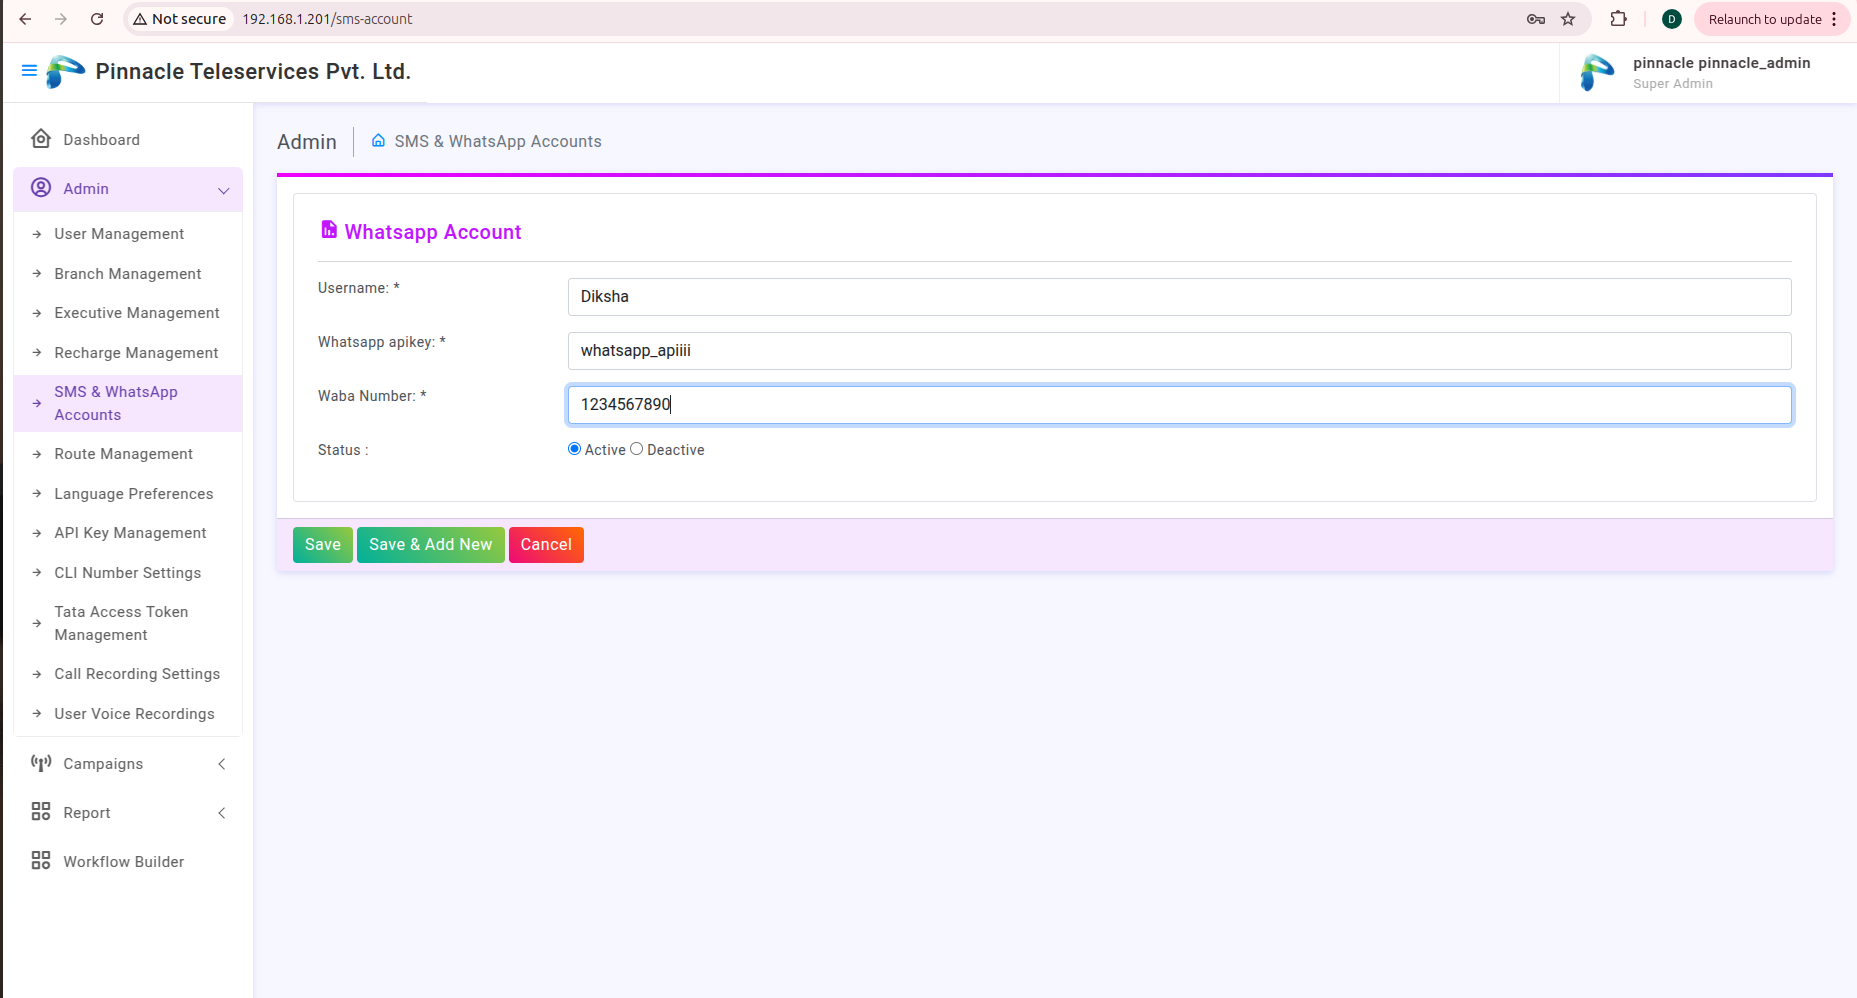 Not secure 192.168.1.201/sms-account
D
Relaunch to update
Pinnacle Teleservices Pvt. Ltd.
pinnacle pinnacle_admin
Super Admin
Dashboard
Admin
User Management
Branch Management
Executive Management
Recharge Management
SMS & WhatsApp
Accounts
Route Management
Language Preferences
API Key Management
CLI Number Settings
Tata Access Token
Management
Call Recording Settings
User Voice Recordings
Campaigns
Report
Workflow Builder
Admin
SMS & WhatsApp Accounts
Whatsapp Account
Username: *
Diksha
Whatsapp apikey: *
whatsapp_apiiii
Waba Number: *
1234567890
Status :
Active Deactive
Save
Save & Add New
Cancel